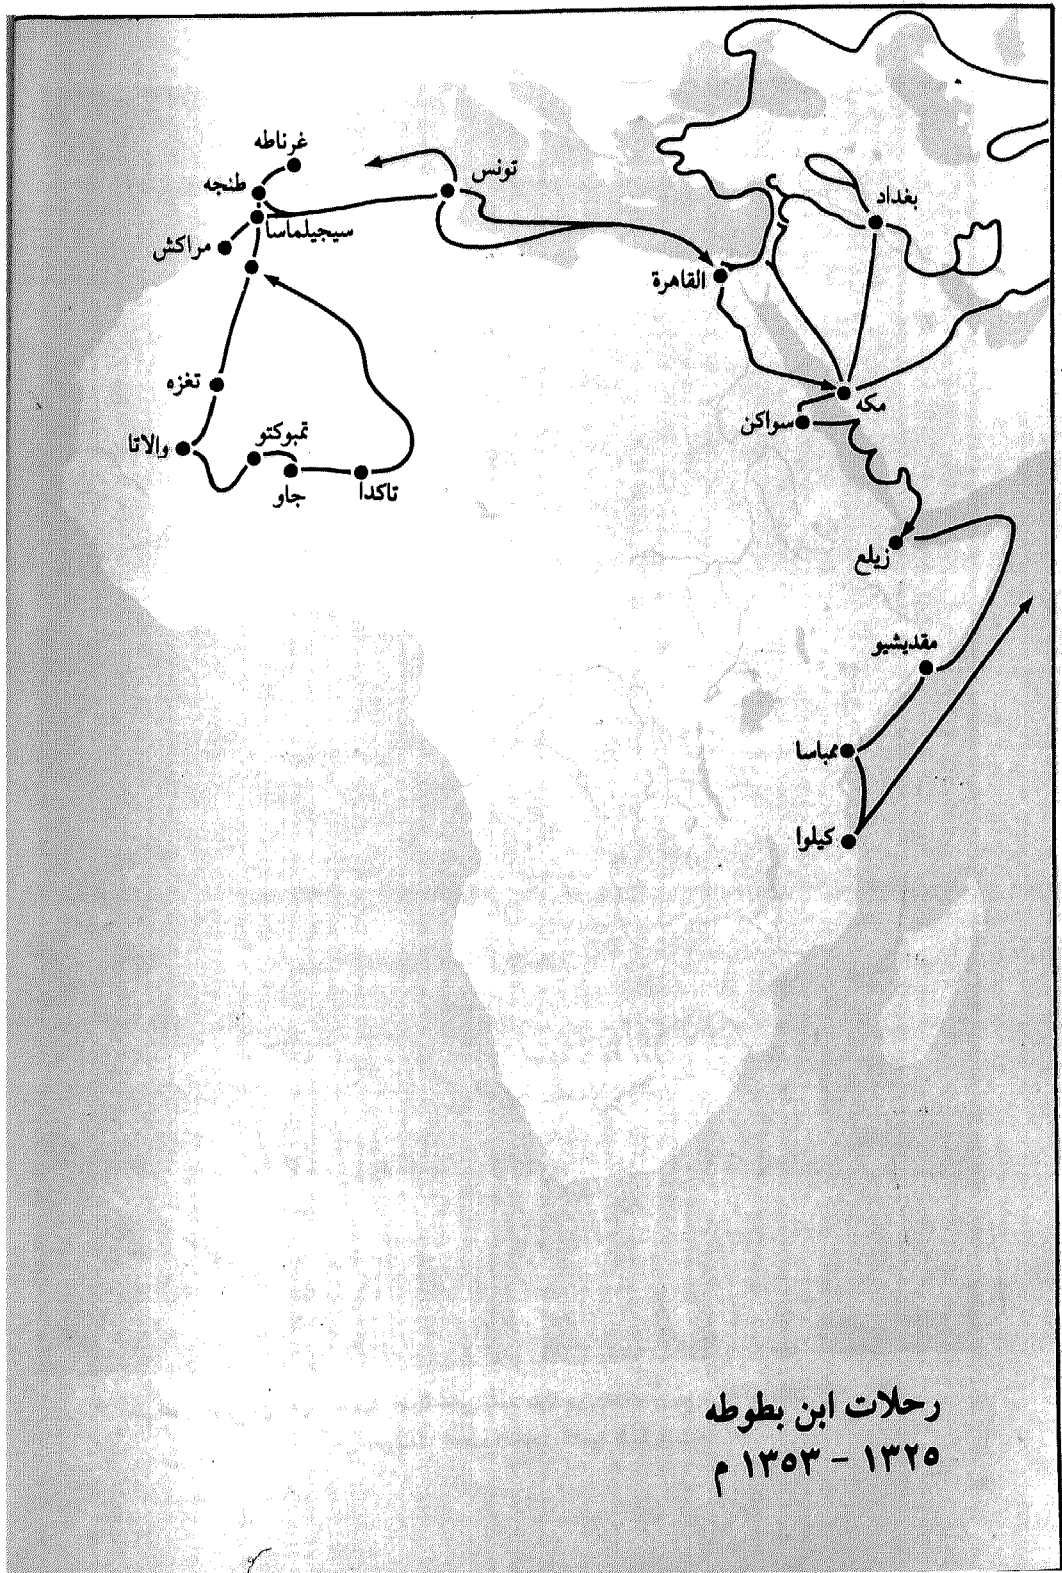 غرناطه
طنجه
تونس
بغداد
سيجيلماسا
مراكش
القاهرة
تغزه
مكه
سواكن
والاتا
تمبوكتو
جاو
تاكدا
زيلع
مقديشيو
ممباسا
كيلوا
رحلات ابن بطوطه
١٣٢٥ - ١٣٥٣ م